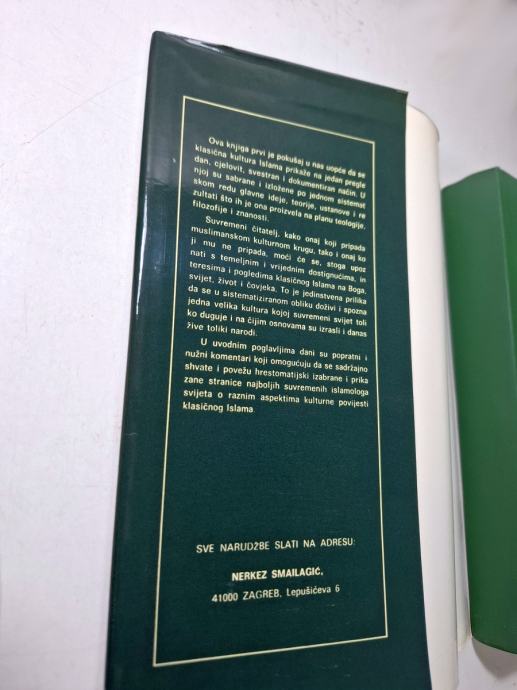 Ova knjiga prvi je pokušaj u nas uopće da se
klasična kultura Islama prikaže na jedan pregle
dan, cjelovit, svestran i dokumentiran način. U
njoj su sabrane i izložene po jednom sistemat
skom redu glavne ideje, teorije, ustanove i re
zultati što ih je ona proizvela na planu teologije,
filozofije i znanosti.
Suvremeni čitatelj, kako onaj koji pripada
muslimanskom kulturnom krugu, tako i onaj ko
ji mu ne pripada, moći će se, stoga upoz
nati s temeljnim i vrijednim dostignućima, in
teresima i pogledima klasičnog Islama na Boga,
svijet, život i čovjeka. To je jedinstvena prilika
da se u sistematiziranom obliku doživi i spozna
jedna velika kultura kojoj suvremeni svijet toli
ko duguje i na čijim osnovama su izrasli i danas
žive toliki narodi.
U uvodnim poglavljima dani su popratni i
nužni komentari koji omogućuju da se sadržajno
shvate i povežu hrestomatijski izabrane i prika
zane stranice najboljih suvremenih islamologa
svijeta o raznim aspektima kulturne povijesti
klasičnog Islama.
SVE NARUDŽBE SLATI NA ADRESU:
NERKEZ SMAILAGIĆ,
41000 ZAGREB, Lepušićeva 6